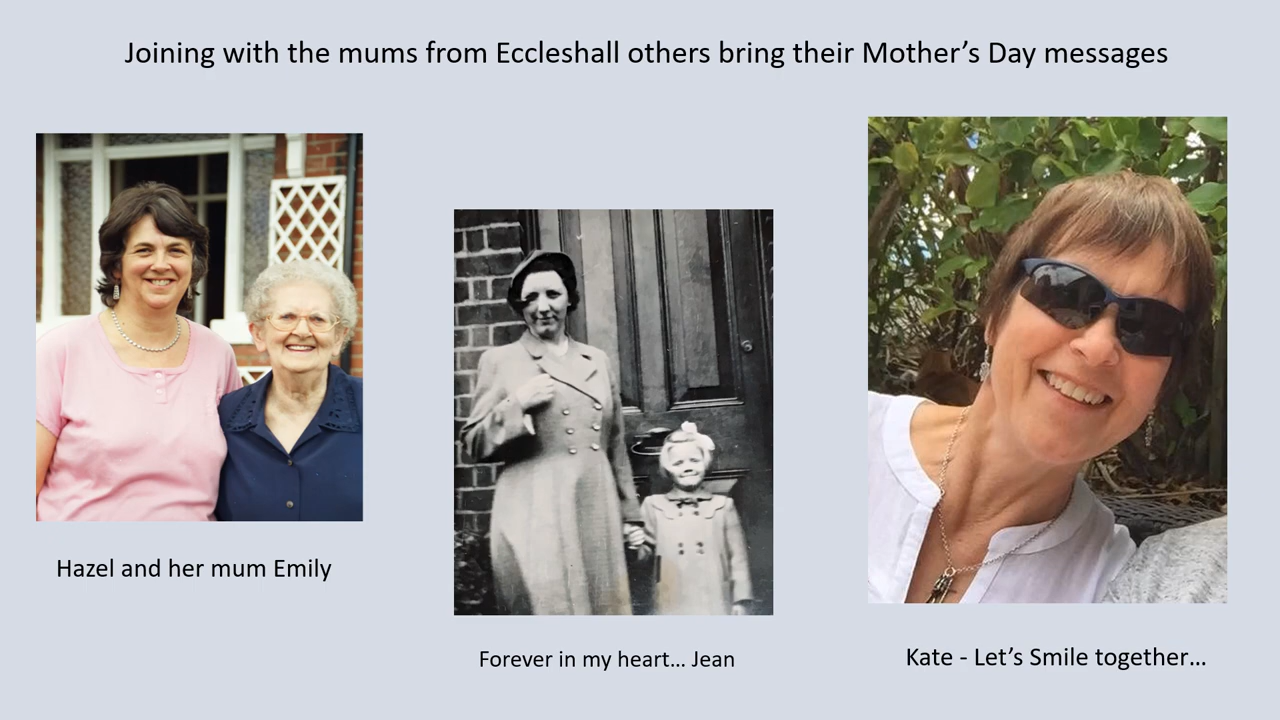 Joining with the mums from Eccleshall others bring their Mother’s Day messages
Hazel and her mum Emily
Forever in my heart… Jean
Kate - Let’s Smile together…